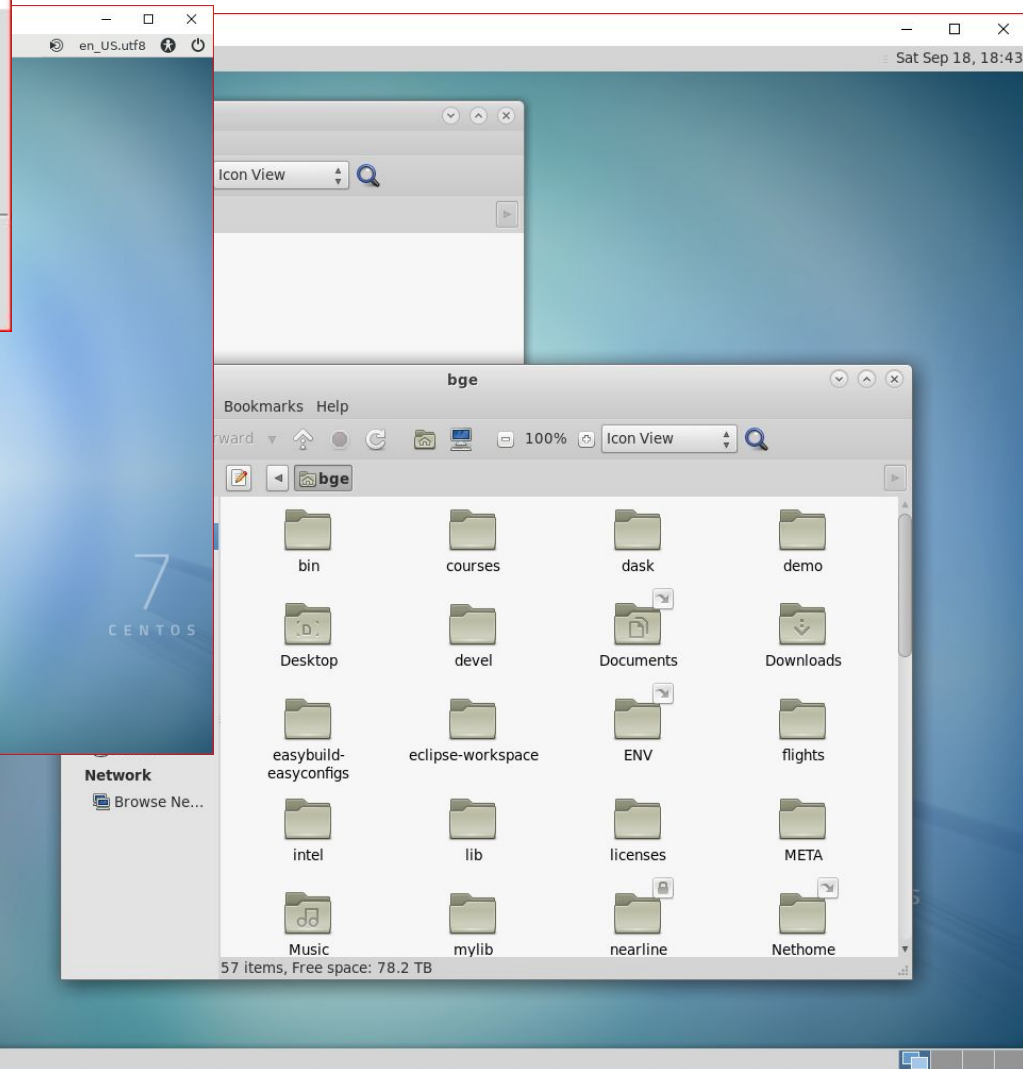 en_US.utf8
Sat Sep 18, 18:43
Icon View
bge
Bookmarks Help
100% Icon View
bge
bin courses dask demo
Desktop devel Documents Downloads
easybuild-easyconfigs eclipse-workspace ENV flights
intel lib licenses META
Music mylib nearline Nethome
Network
Browse Ne...
57 items, Free space: 78.2 TB
7
CENTOS